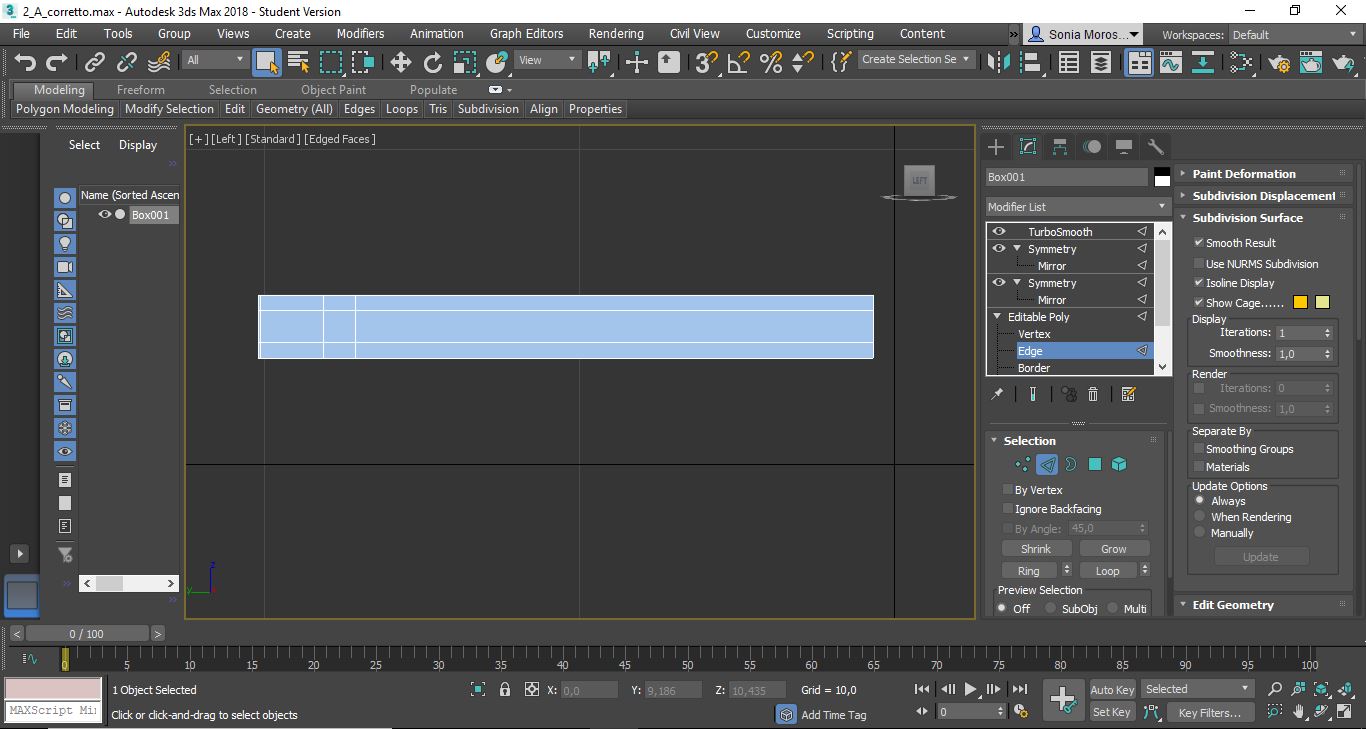 2_A_corretto.max - Autodesk 3ds Max 2018 - Student Version
File Edit Tools Group Views Create Modifiers Animation Graph Editors Rendering Civil View Customize Scripting Content » Sonia Moros... Workspaces: Default
All View Create Selection Se
Modeling Freeform Selection Object Paint Populate
Polygon Modeling Modify Selection Edit Geometry (All) Edges Loops Tris Subdivision Align Properties
Select Display
Name (Sorted Ascen
Box001
[+] [Left] [Standard] [Edged Faces]
LEFT
z
y
Box001
Modifier List
TurboSmooth
Symmetry
Mirror
Symmetry
Mirror
Editable Poly
Vertex
Edge
Border
Selection
By Vertex
Ignore Backfacing
By Angle: 45,0
Shrink Grow
Ring Loop
Preview Selection
Off SubObj Multi
Paint Deformation
Subdivision Displacement
Subdivision Surface
Smooth Result
Use NURMS Subdivision
Isoline Display
Show Cage......
Display
Iterations: 1
Smoothness: 1,0
Render
Iterations: 0
Smoothness: 1,0
Separate By
Smoothing Groups
Materials
Update Options
Always
When Rendering
Manually
Update
Edit Geometry
< 0 / 100 >
0 5 10 15 20 25 30 35 40 45 50 55 60 65 70 75 80 85 90 95 100
1 Object Selected X: 0,0 Y: 9,186 Z: 10,435 Grid = 10,0 Auto Key Selected
MAXScript Mi
Click or click-and-drag to select objects Add Time Tag 0 Set Key Key Filters...